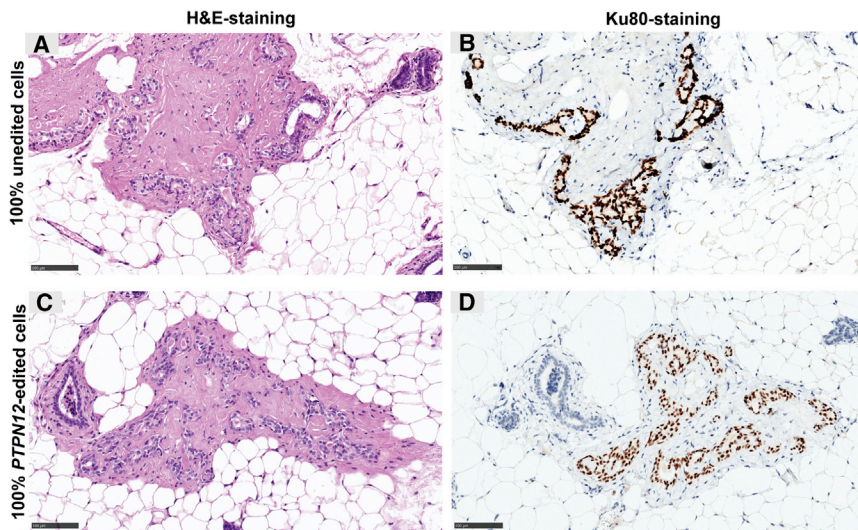 H&E-staining
Ku80-staining
100% unedited cells
A
B
100% PTPN12-edited cells
C
D